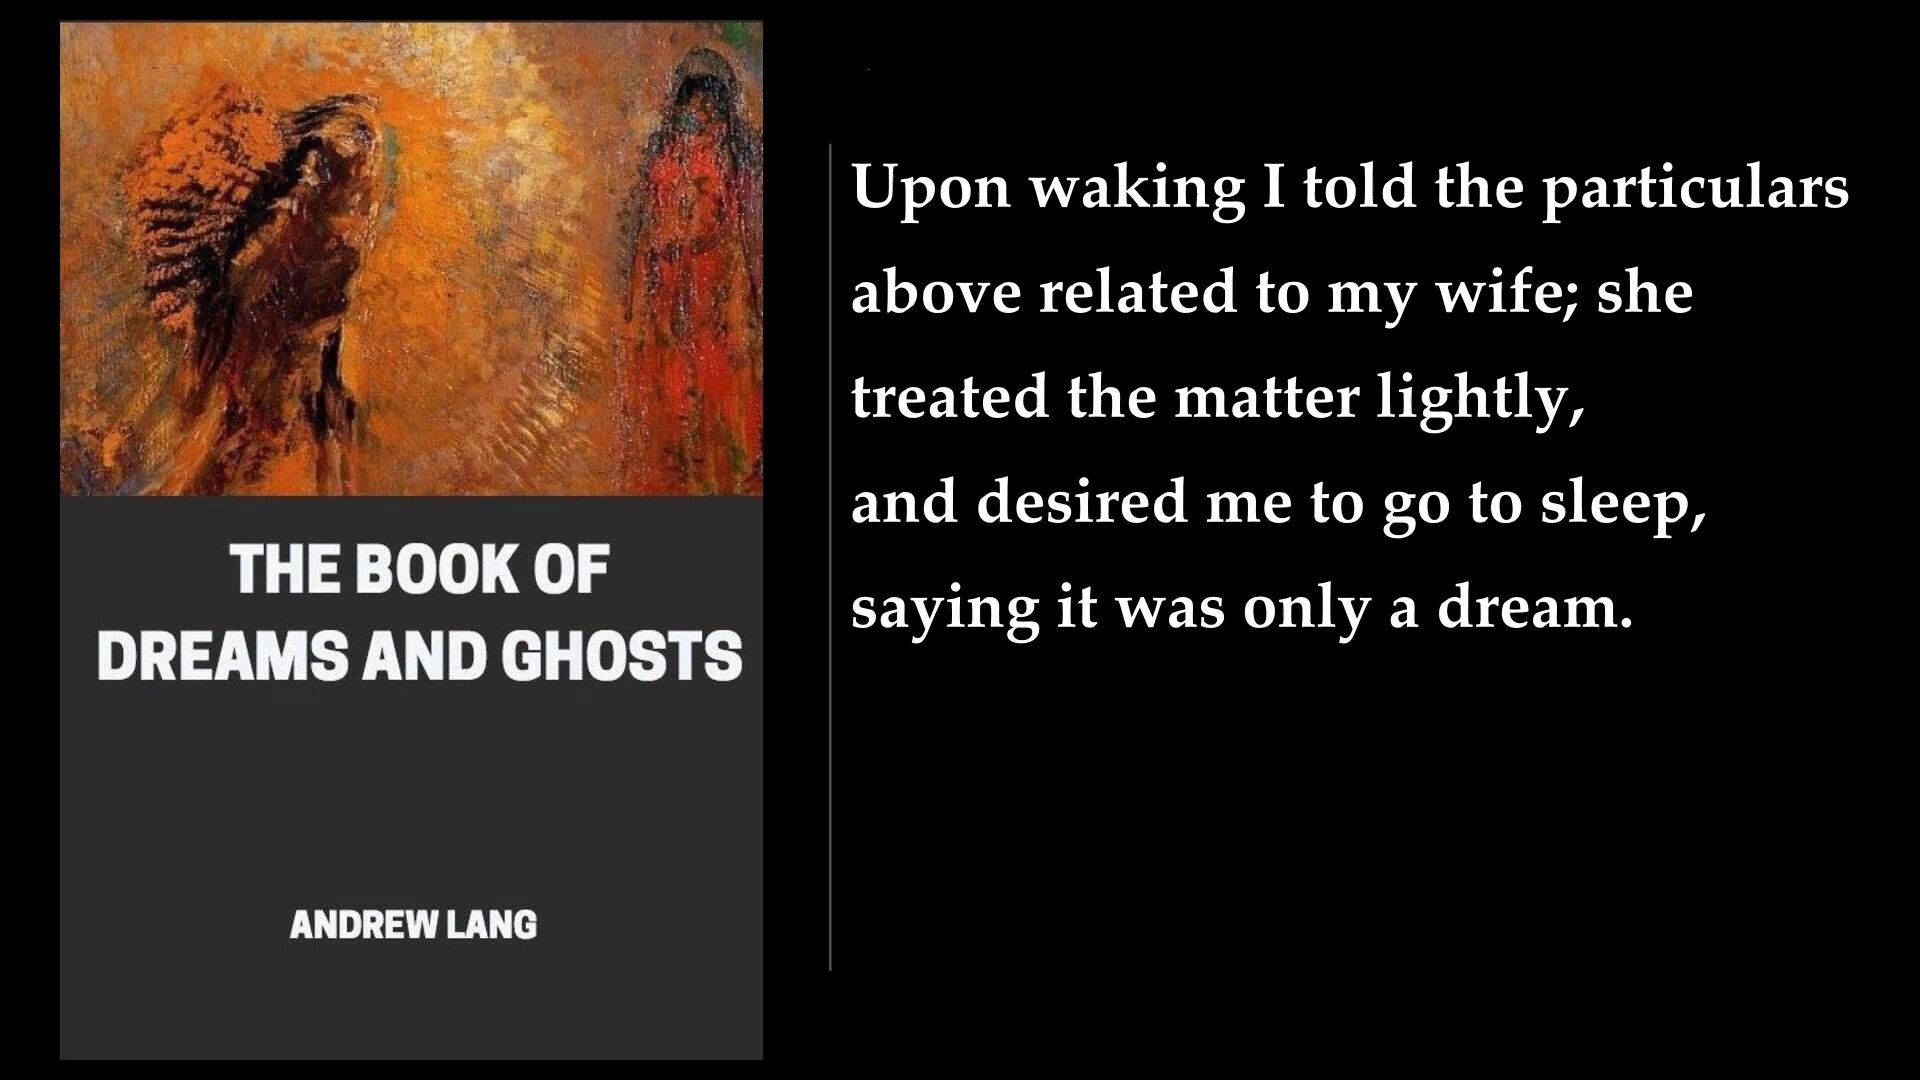 THE BOOK OF
DREAMS AND GHOSTS
ANDREW LANG
Upon waking I told the particulars
above related to my wife; she
treated the matter lightly,
and desired me to go to sleep,
saying it was only a dream.